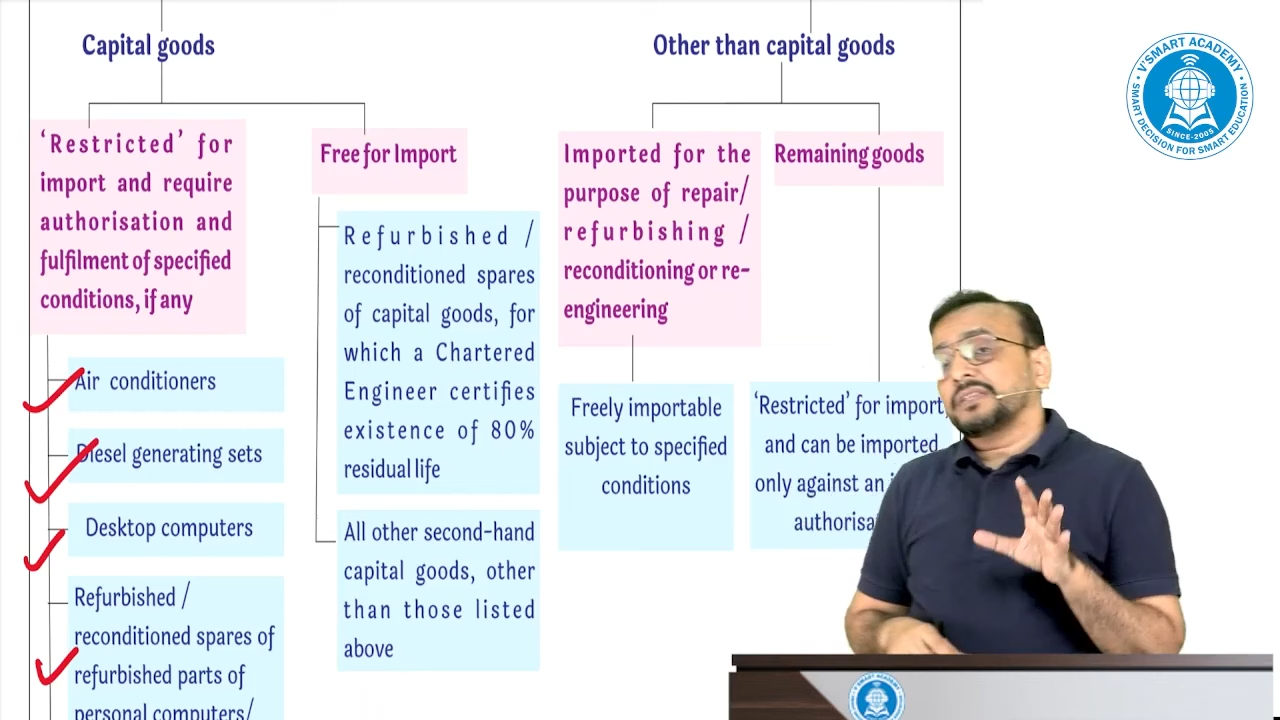 Capital goods
Other than capital goods
'Restricted' for
import and require
authorisation and
fulfilment of specified
conditions, if any
Free for Import
Imported for the
purpose of repair/
refurbishing /
reconditioning or re-
engineering
Remaining goods
Air conditioners
Diesel generating sets
Desktop computers
Refurbished /
reconditioned spares of
refurbished parts of
personal computers/
Refurbished /
reconditioned spares
of capital goods, for
which a Chartered
Engineer certifies
existence of 80%
residual life
All other second-hand
capital goods, other
than those listed
above
Freely importable
subject to specified
conditions
'Restricted' for import,
and can be imported
only against an
V'SMART ACADEMY
SMART DECISION FOR SMART EDUCATION
SINCE-2005